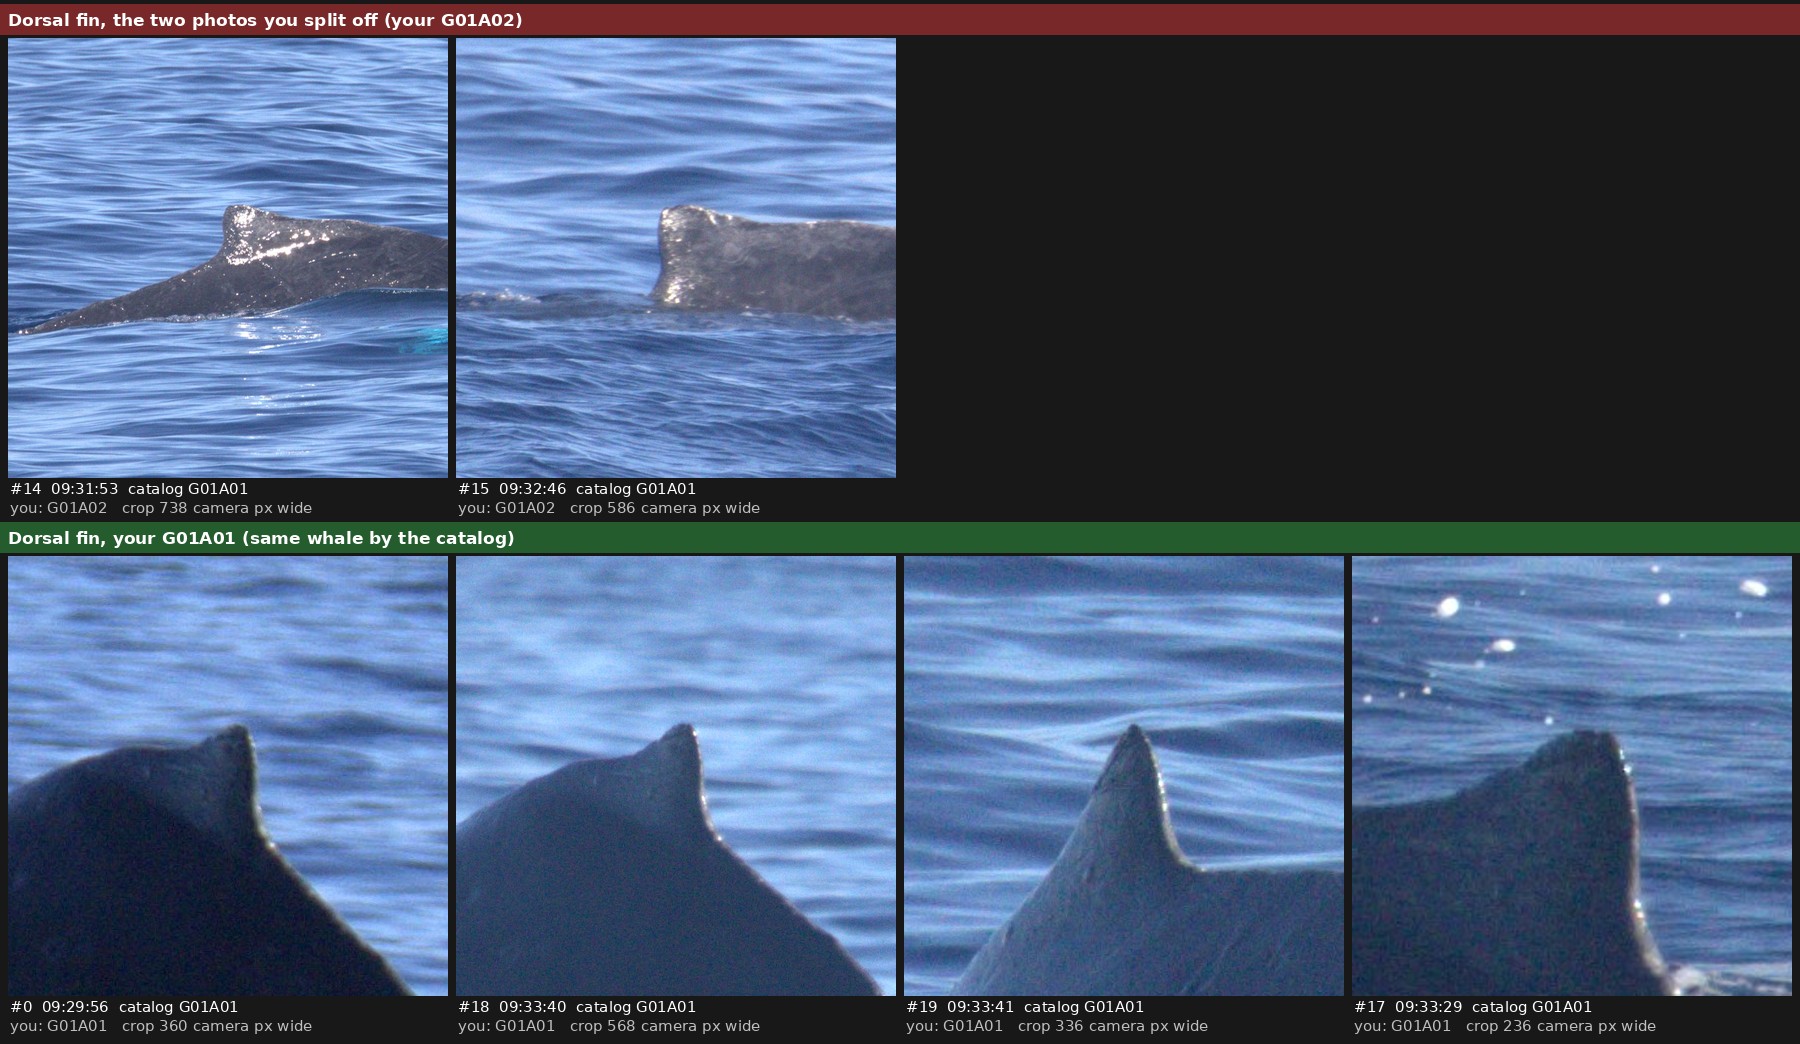 Dorsal fin, the two photos you split off (your G01A02)
#14  09:31:53  catalog G01A01
you: G01A02   crop 738 camera px wide
#15  09:32:46  catalog G01A01
you: G01A02   crop 586 camera px wide
Dorsal fin, your G01A01 (same whale by the catalog)
#0  09:29:56  catalog G01A01
you: G01A01   crop 360 camera px wide
#18  09:33:40  catalog G01A01
you: G01A01   crop 568 camera px wide
#19  09:33:41  catalog G01A01
you: G01A01   crop 336 camera px wide
#17  09:33:29  catalog G01A01
you: G01A01   crop 236 camera px wide